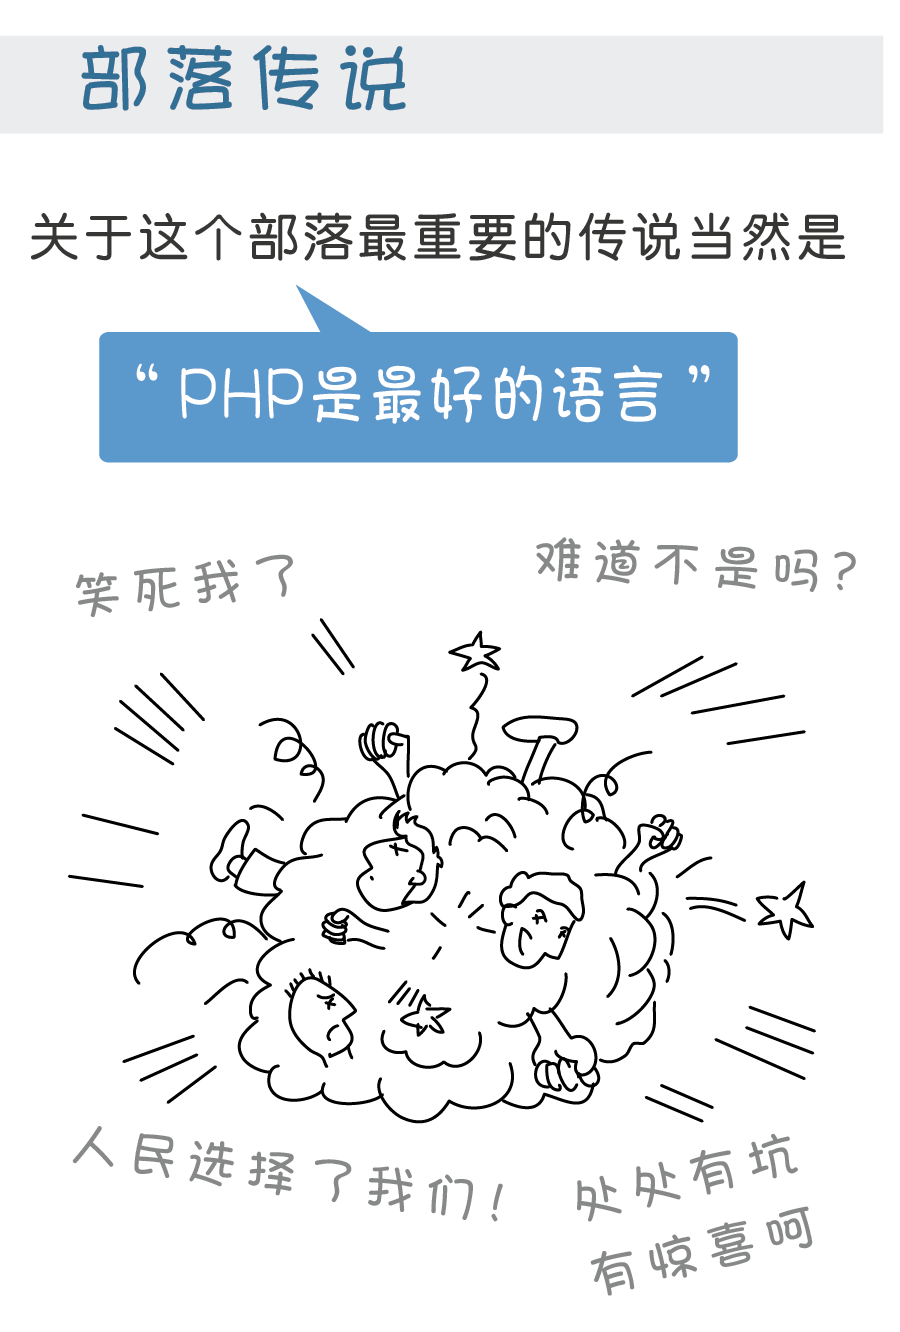 部落传说
关于这个部落最重要的传说当然是
“PHP是最好的语言”
笑死我了
难道不是吗?
人民选择了我们!
处处有坑
有惊喜呵